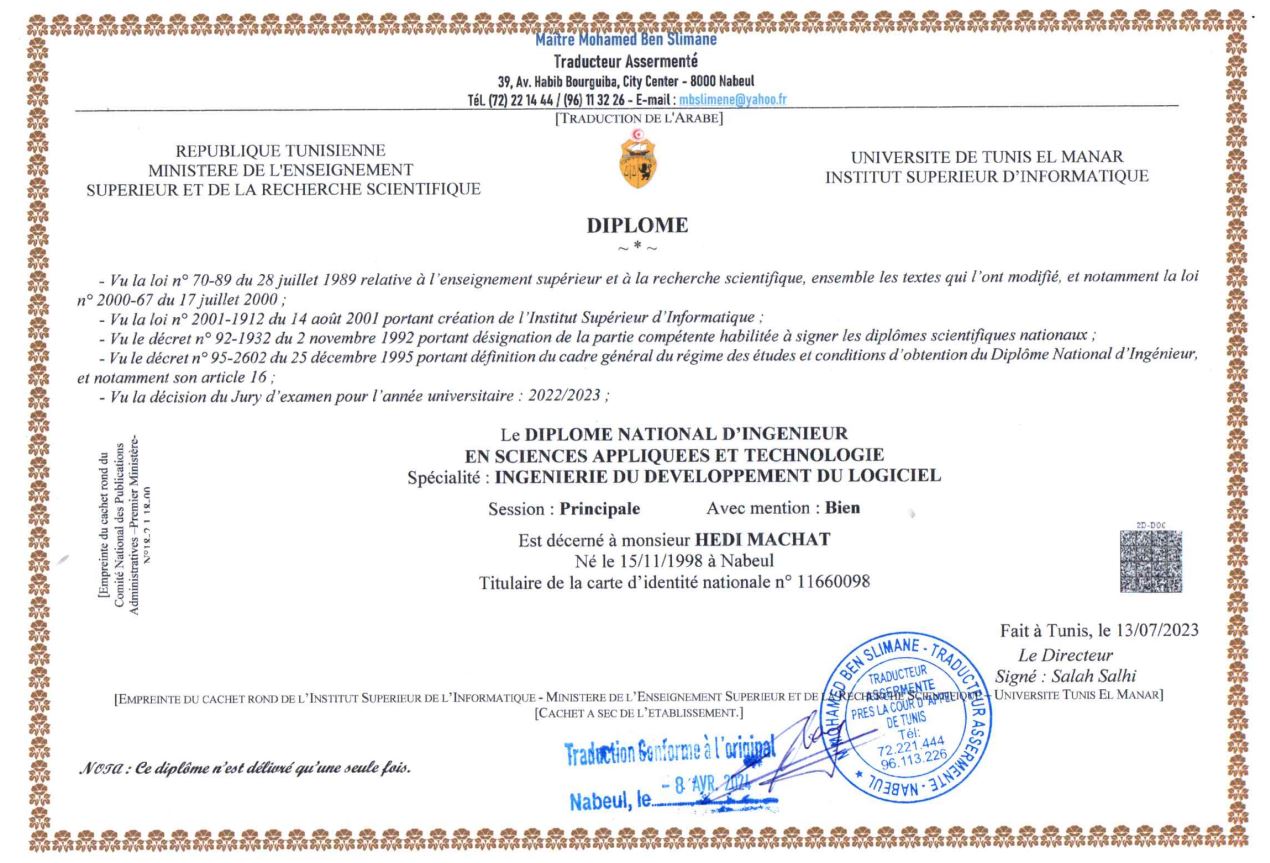 Maître Mohamed Ben Slimane
Traducteur Assermenté
39, Av. Habib Bourguiba, City Center - 8000 Nabeul
Tél. (72) 22 14 44 / (96) 11 32 26 - E-mail : mbslimene@yahoo.fr
[TRADUCTION DE L'ARABE]
REPUBLIQUE TUNISIENNE
MINISTERE DE L'ENSEIGNEMENT
SUPERIEUR ET DE LA RECHERCHE SCIENTIFIQUE
UNIVERSITE DE TUNIS EL MANAR
INSTITUT SUPERIEUR D'INFORMATIQUE
DIPLOME
~ * ~
- Vu la loi n° 70-89 du 28 juillet 1989 relative à l'enseignement supérieur et à la recherche scientifique, ensemble les textes qui l'ont modifié, et notamment la loi
n° 2000-67 du 17 juillet 2000 ;
- Vu la loi n° 2001-1912 du 14 août 2001 portant création de l'Institut Supérieur d'Informatique ;
- Vu le décret n° 92-1932 du 2 novembre 1992 portant désignation de la partie compétente habilitée à signer les diplômes scientifiques nationaux ;
- Vu le décret n° 95-2602 du 25 décembre 1995 portant définition du cadre général du régime des études et conditions d'obtention du Diplôme National d'Ingénieur,
et notamment son article 16 ;
- Vu la décision du Jury d'examen pour l'année universitaire : 2022/2023 ;
[Empreinte du cachet rond du
Comité National des Publications
Administratives –Premier Ministère-
Le DIPLOME NATIONAL D'INGENIEUR
EN SCIENCES APPLIQUEES ET TECHNOLOGIE
Spécialité : INGENIERIE DU DEVELOPPEMENT DU LOGICIEL
Session : Principale Avec mention : Bien
Est décerné à monsieur HEDI MACHAT
Né le 15/11/1998 à Nabeul
Titulaire de la carte d'identité nationale n° 11660098
2D-DOC
Fait à Tunis, le 13/07/2023
Le Directeur
Signé : Salah Salhi
[EMPREINTE DU CACHET ROND DE L'INSTITUT SUPERIEUR DE L'INFORMATIQUE - MINISTERE DE L'ENSEIGNEMENT SUPERIEUR ET DE LA RECHERCHE SCIENTIFIQUE – UNIVERSITE TUNIS EL MANAR]
[CACHET A SEC DE L'ETABLISSEMENT.]
MOHAMED BEN SLIMANE - TRADUCTEUR ASSERMENTE - NABEUL ★
TRADUCTEUR
ASSERMENTE
PRES LA COUR D'APPEL
DE TUNIS
Tél:
72.221.444
96.113.226
Traduction Conforme à l'original
- 8 AVR. 2024
Nabeul, le
NOTA : Ce diplôme n'est délivré qu'une seule fois.